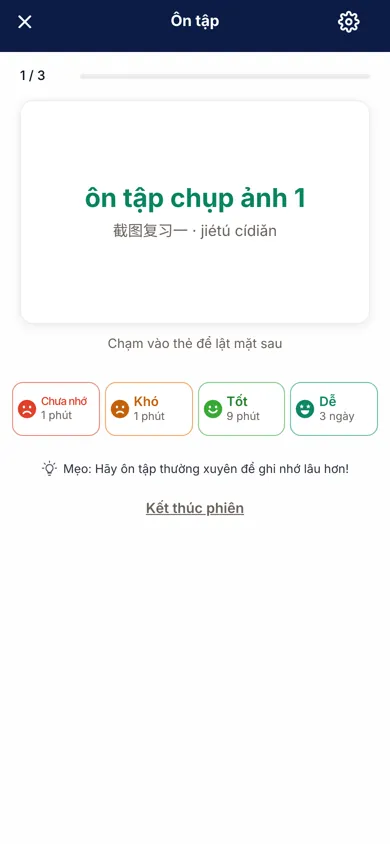 Ôn tập
1 / 3
ôn tập chụp ảnh 1
截图复习一 · jiétú cídiǎn
Chạm vào thẻ để lật mặt sau
Chưa nhớ
1 phút
Khó
1 phút
Tốt
9 phút
Dễ
3 ngày
Mẹo: Hãy ôn tập thường xuyên để ghi nhớ lâu hơn!
Kết thúc phiên